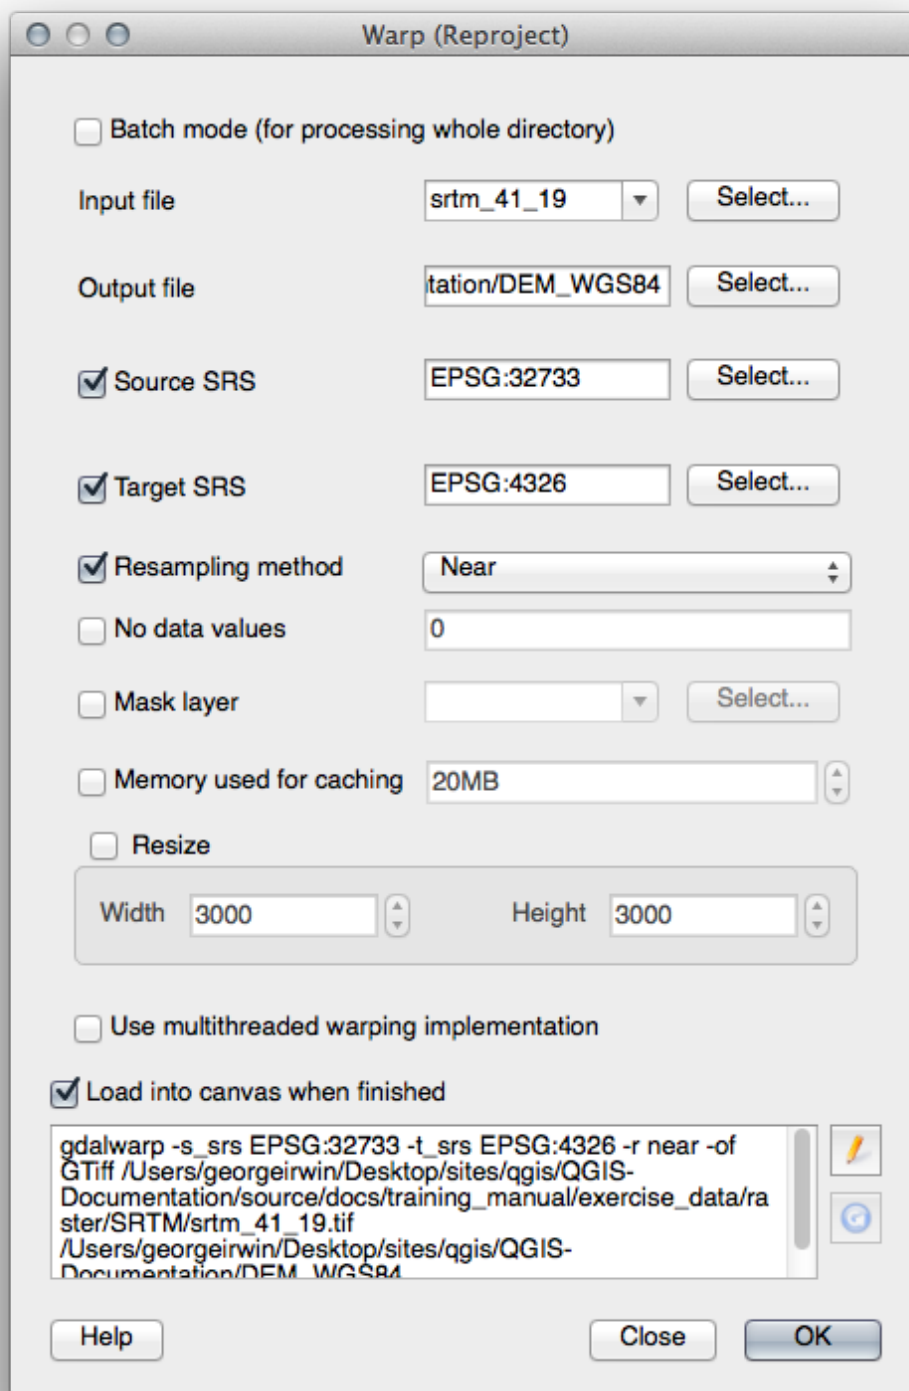 Warp (Reproject)
Batch mode (for processing whole directory)
Input file srtm_41_19 Select...
Output file tation/DEM_WGS84 Select...
Source SRS EPSG:32733 Select...
Target SRS EPSG:4326 Select...
Resampling method Near
No data values 0
Mask layer Select...
Memory used for caching 20MB
Resize
Width 3000 Height 3000
Use multithreaded warping implementation
Load into canvas when finished
gdalwarp -s_srs EPSG:32733 -t_srs EPSG:4326 -r near -of
GTiff /Users/georgeirwin/Desktop/sites/qgis/QGIS-
Documentation/source/docs/training_manual/exercise_data/ra
ster/SRTM/srtm_41_19.tif
/Users/georgeirwin/Desktop/sites/qgis/QGIS-
Documentation/DEM_WGS84
Help Close OK